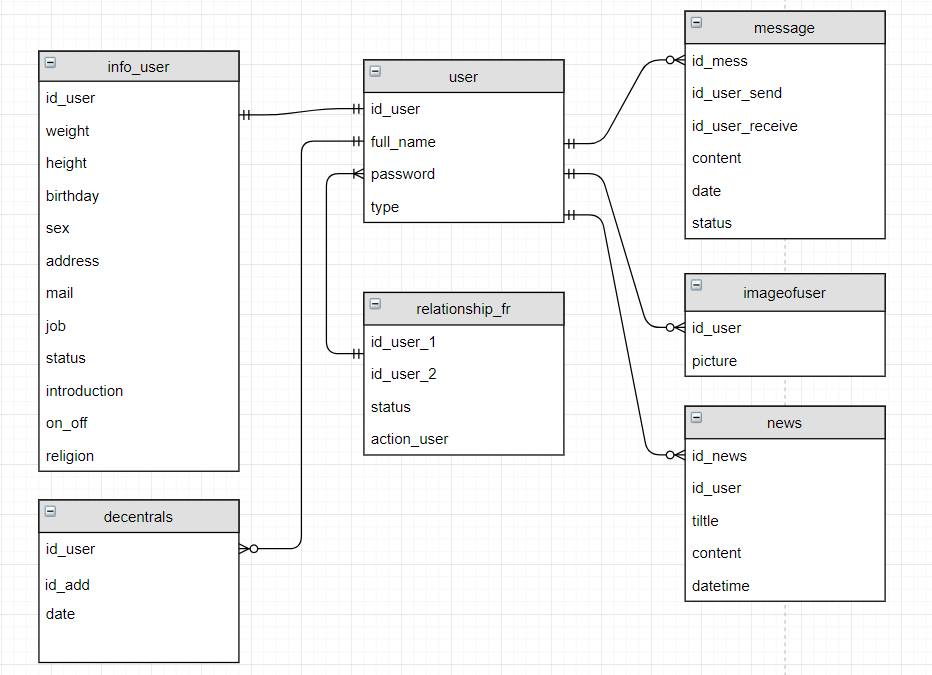 info_user
id_user
weight
height
birthday
sex
address
mail
job
status
introduction
on_off
religion
decentrals
id_user
id_add
date
user
id_user
full_name
password
type
relationship_fr
id_user_1
id_user_2
status
action_user
message
id_mess
id_user_send
id_user_receive
content
date
status
imageofuser
id_user
picture
news
id_news
id_user
tiltle
content
datetime